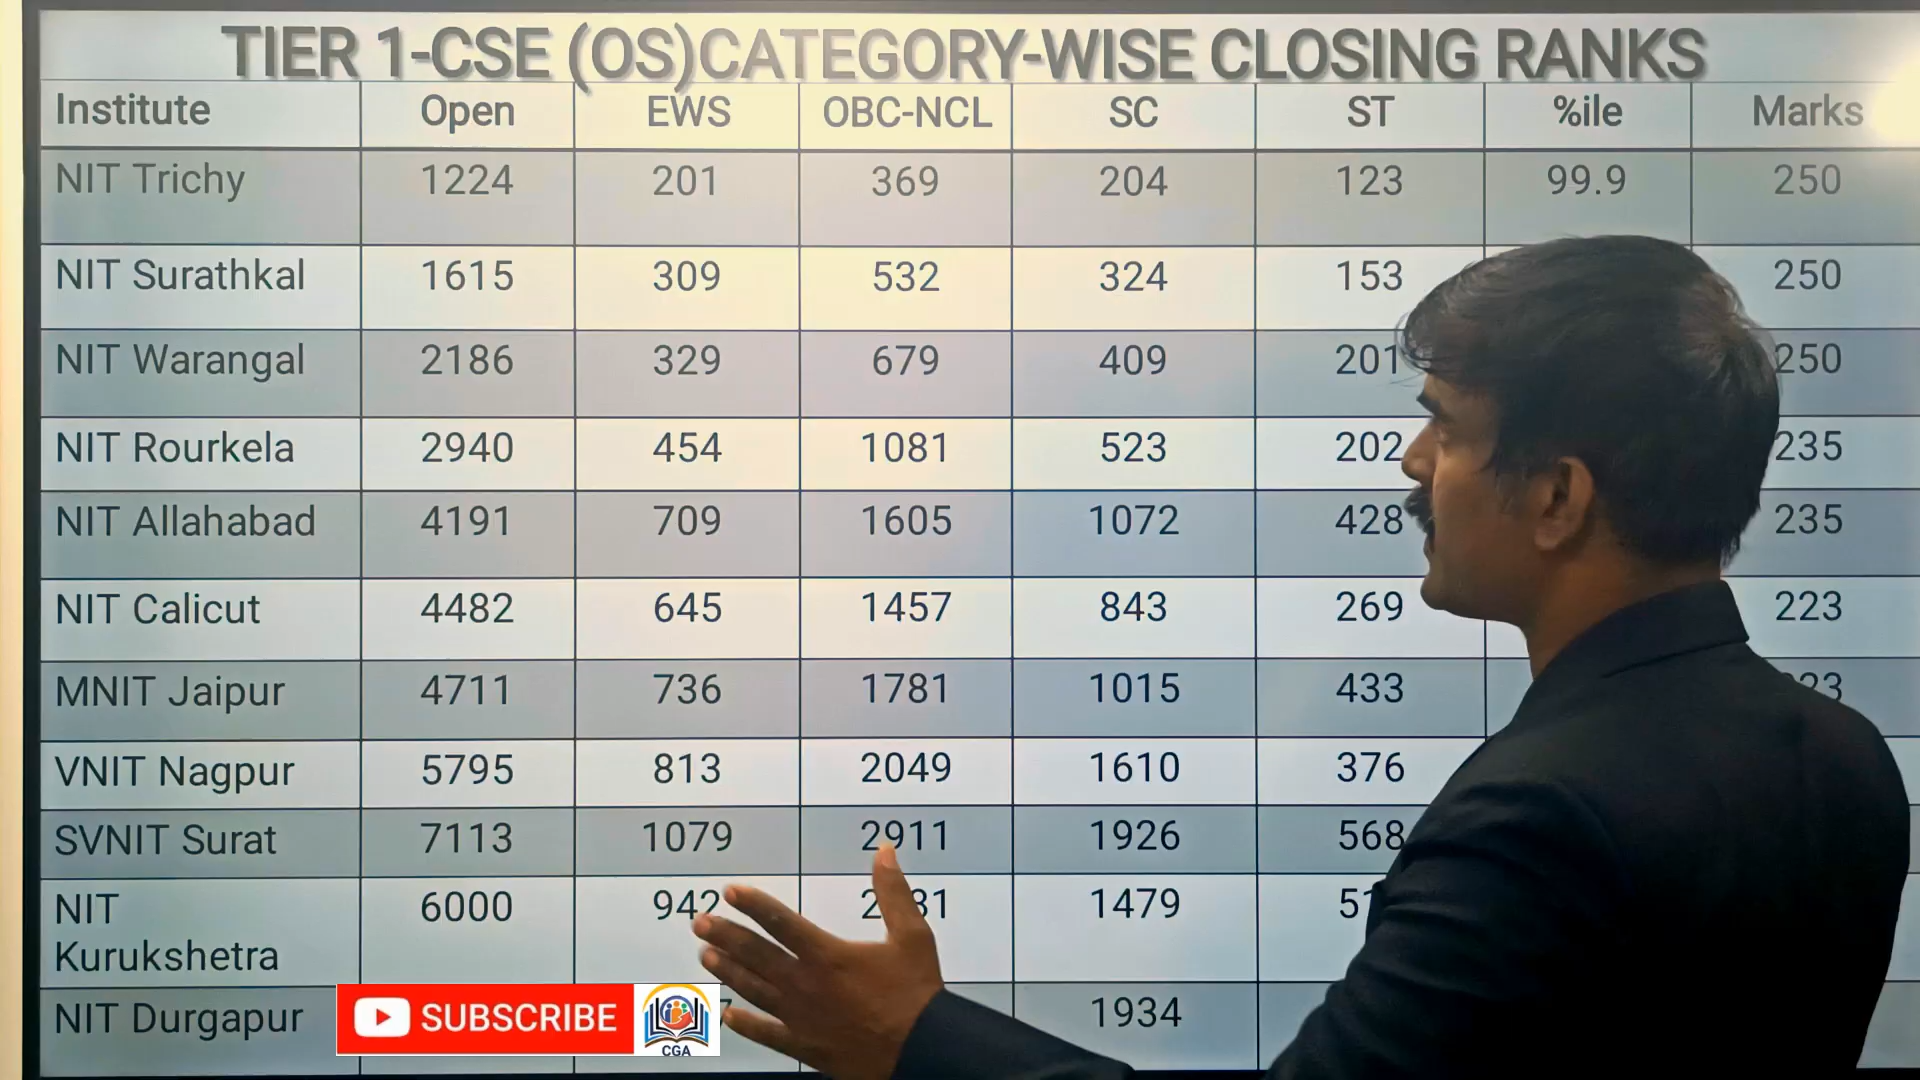 TIER 1-CSE (OS)CATEGORY-WISE CLOSING RANKS
Institute Open EWS OBC-NCL SC ST %ile Marks
NIT Trichy 1224 201 369 204 123 99.9 250
NIT Surathkal 1615 309 532 324 153 250
NIT Warangal 2186 329 679 409 201 250
NIT Rourkela 2940 454 1081 523 202 235
NIT Allahabad 4191 709 1605 1072 428 235
NIT Calicut 4482 645 1457 843 269 223
MNIT Jaipur 4711 736 1781 1015 433
VNIT Nagpur 5795 813 2049 1610 376
SVNIT Surat 7113 1079 2911 1926 568
NIT 6000 942 1479
Kurukshetra
NIT Durgapur 1934
SUBSCRIBE
CGA